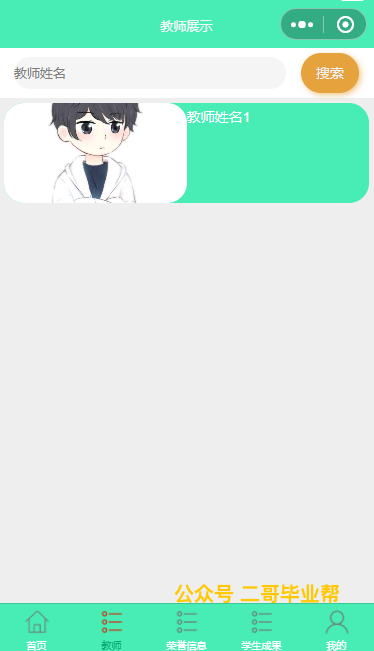 教师展示
教师姓名
搜索
教师姓名1
公众号 二哥毕业帮
首页
教师
荣誉信息
学生成果
我的